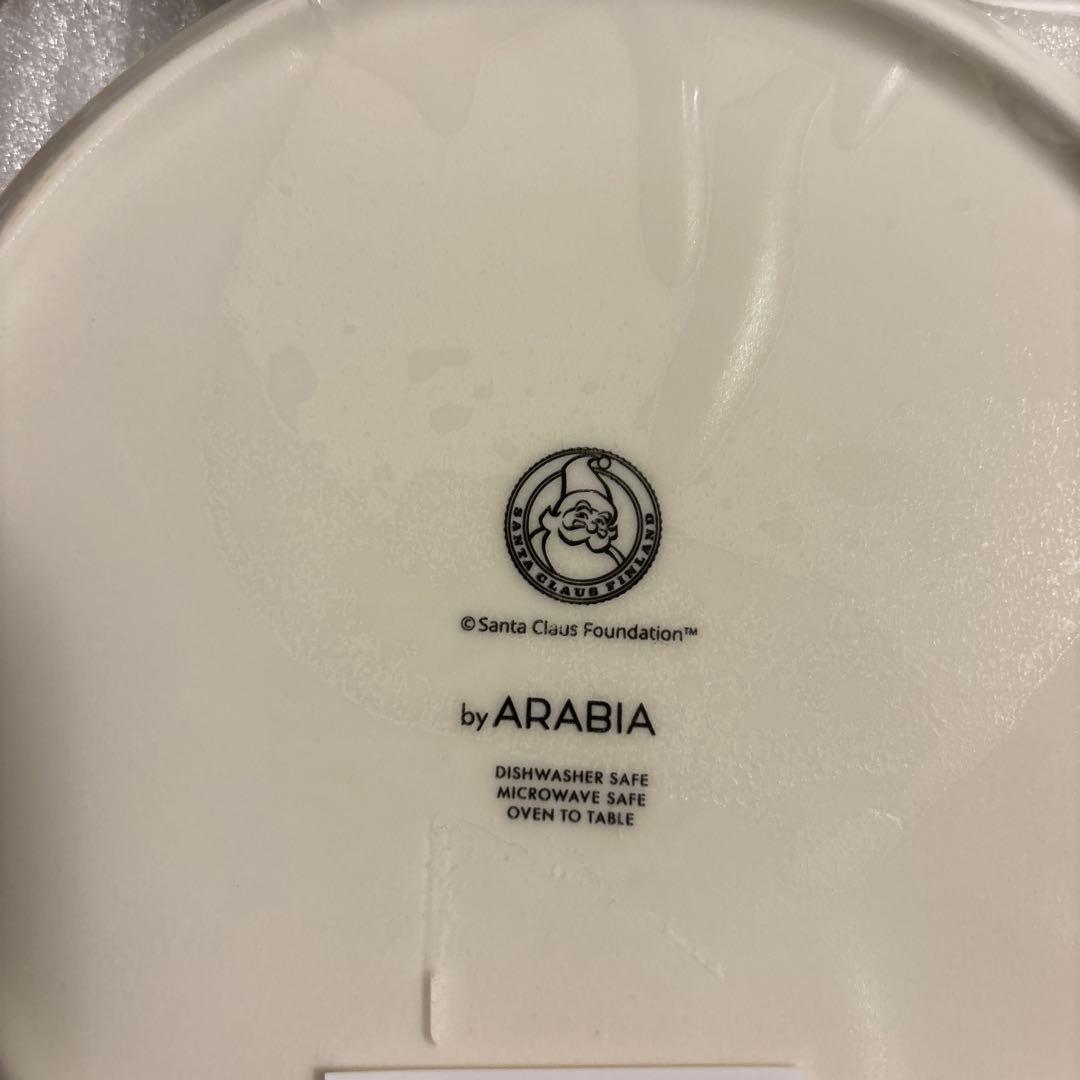 SANTA CLAUS FINLAND
© Santa Claus Foundation™
by ARABIA
DISHWASHER SAFE
MICROWAVE SAFE
OVEN TO TABLE